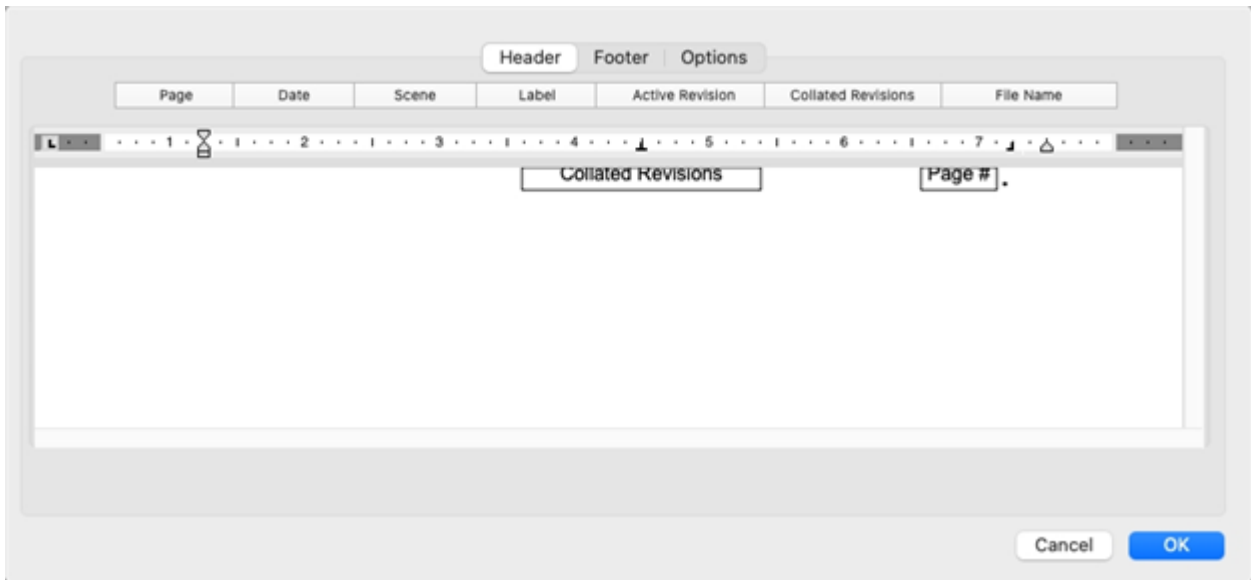 Header Footer Options
Page Date Scene Label Active Revision Collated Revisions File Name
L 1 2 3 4 5 6 7
Collated Revisions Page # .
Cancel OK